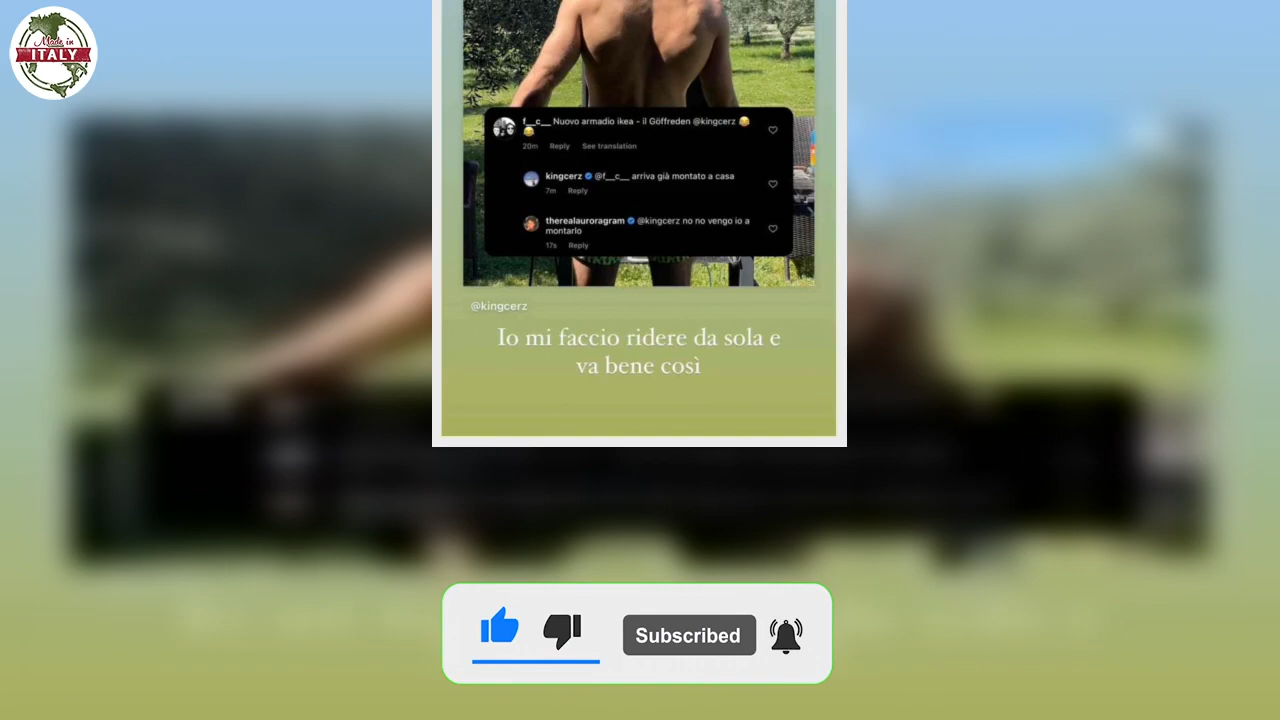 Made in
ITALY
f__c__ Nuovo armadio ikea - il Göffreden @kingcerz 😂
😂
20m Reply See translation
kingcerz @f__c__ arriva già montato a casa
7m Reply
therealauroragram @kingcerz no no vengo io a
montarlo
17s Reply
@kingcerz
Io mi faccio ridere da sola e
va bene così
Subscribed